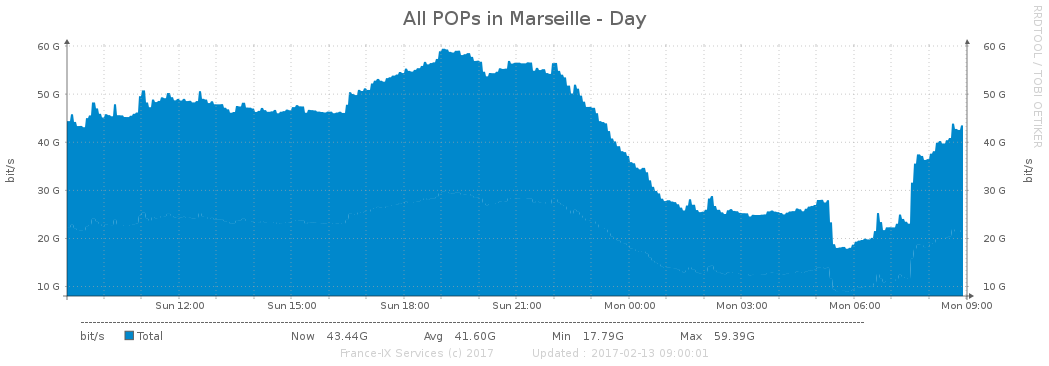 All POPs in Marseille - Day
RRDTOOL / TOBI OETIKER
60 G 60 G
50 G 50 G
40 G 40 G
30 G 30 G
20 G 20 G
10 G 10 G
bit/s
bit/s
Sun 12:00 Sun 15:00 Sun 18:00 Sun 21:00 Mon 00:00 Mon 03:00 Mon 06:00 Mon 09:00
bit/s Total Now 43.44G Avg 41.60G Min 17.79G Max 59.39G
France-IX Services (c) 2017 Updated : 2017-02-13 09:00:01